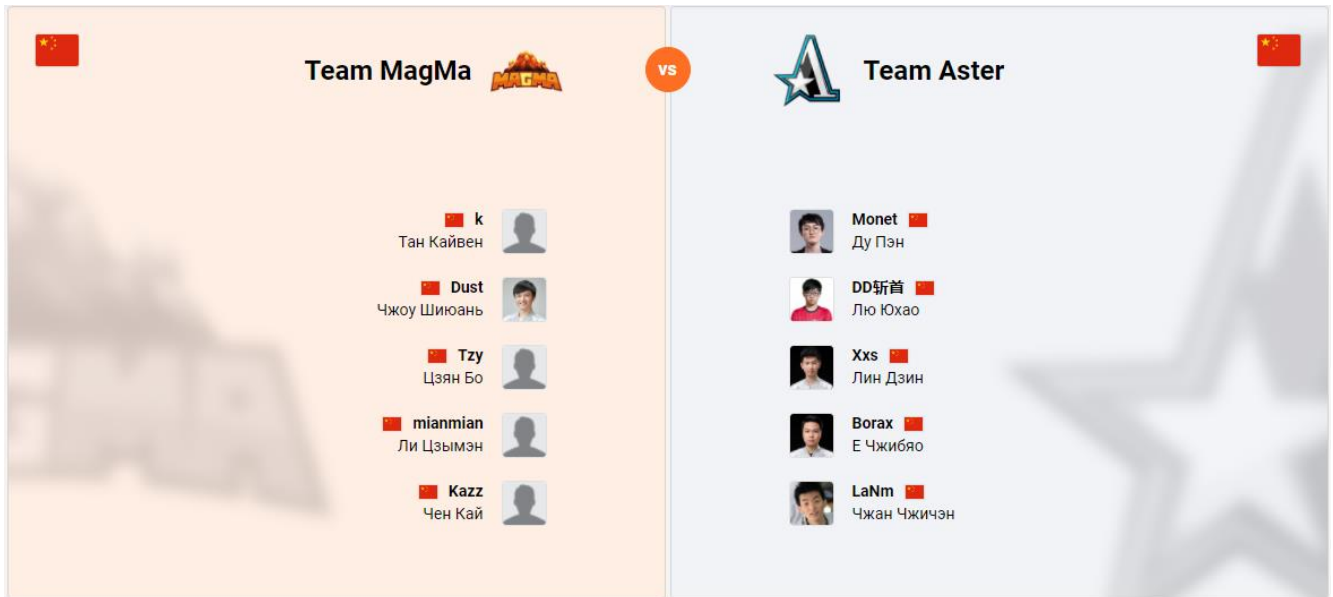 Team MagMa
MAGMA
vs
Team Aster
k
Тан Кайвен
Dust
Чжоу Шиюань
Tzy
Цзян Бо
mianmian
Ли Цзымэн
Kazz
Чен Кай
Monet
Ду Пэн
DD斩首
Лю Юхао
Xxs
Лин Дзин
Borax
Е Чжибяо
LaNm
Чжан Чжичэн